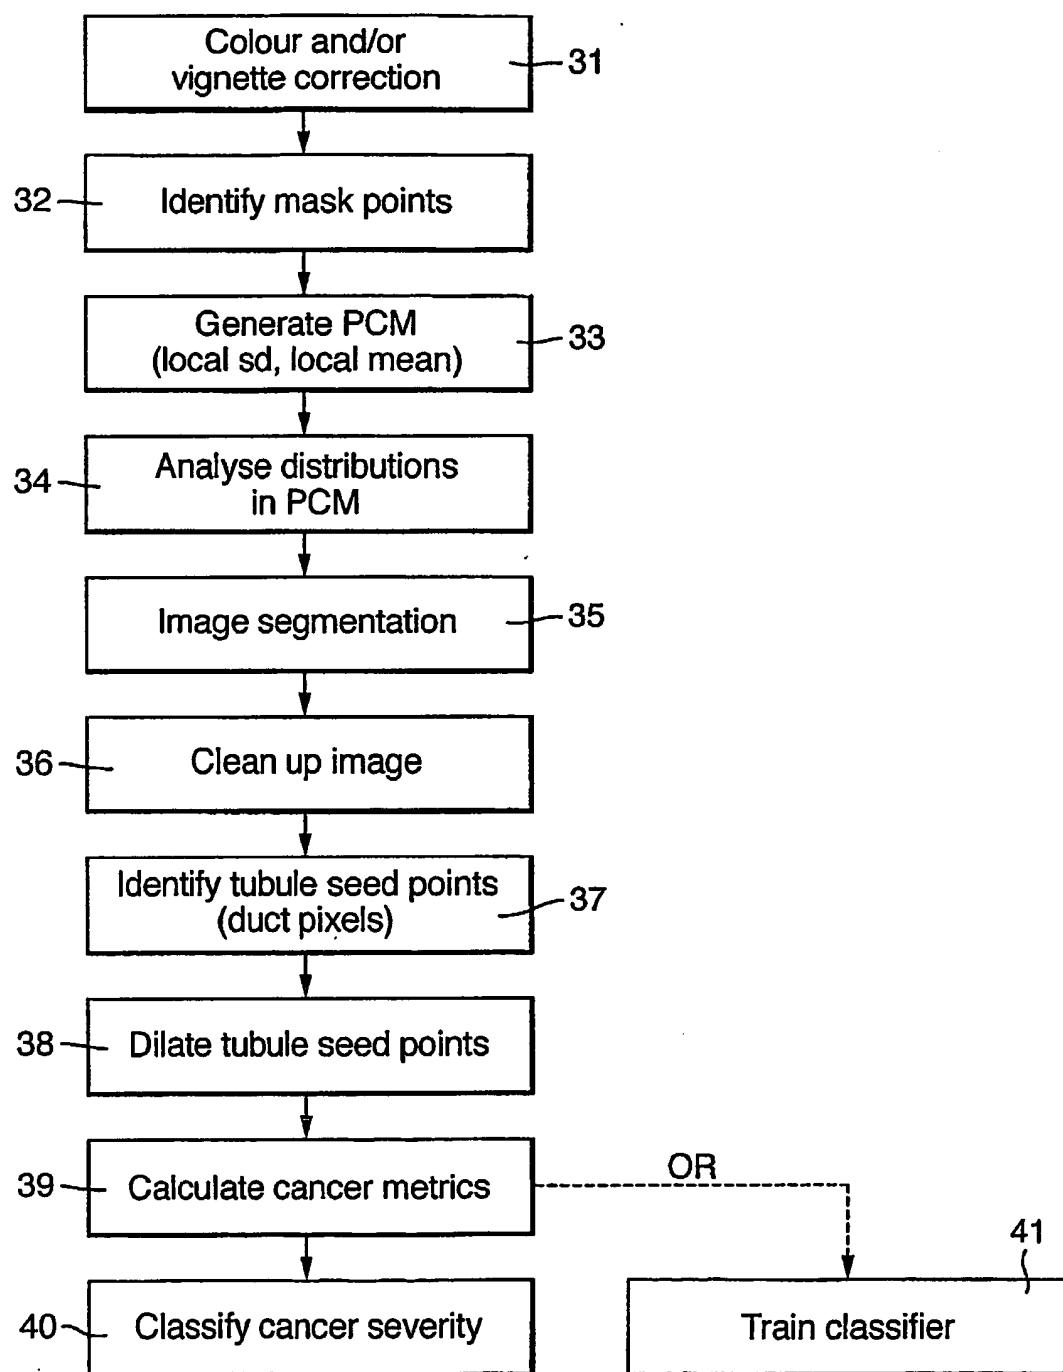 Colour and/or
vignette correction
31
32
Identify mask points
Generate PCM
(local sd, local mean)
33
34
Analyse distributions
in PCM
Image segmentation
35
36
Clean up image
Identify tubule seed points
(duct pixels)
37
38
Dilate tubule seed points
39
Calculate cancer metrics
OR
41
40
Classify cancer severity
Train classifier